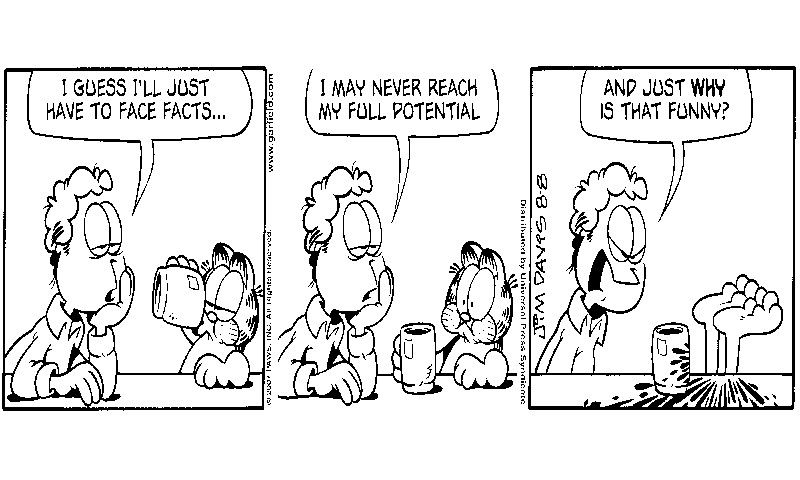 I GUESS I'LL JUST
HAVE TO FACE FACTS...
www.garfield.com
© 2007 PAWS, INC. All Rights Reserved.
I MAY NEVER REACH
MY FULL POTENTIAL
Distributed by Universal Press Syndicate
AND JUST WHY
IS THAT FUNNY?
JIM DAVIS 8-8